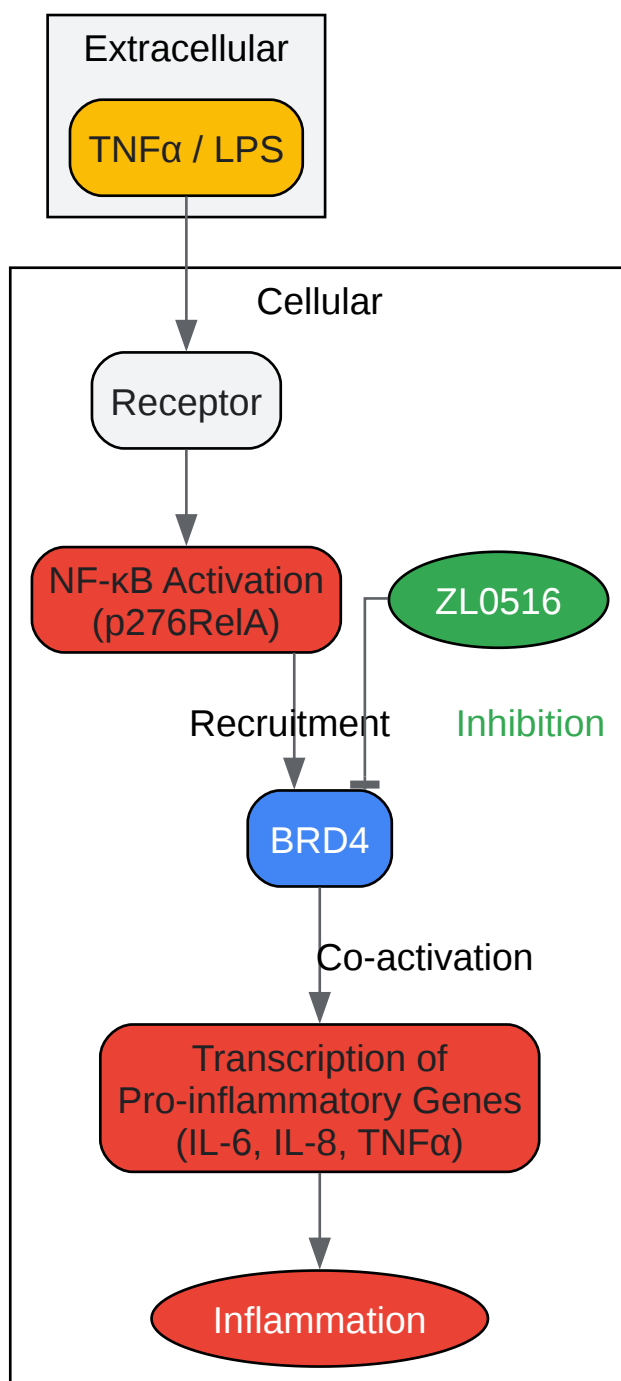 Extracellular
TNFα / LPS
Cellular
Receptor
NF-κB Activation
(p276RelA)
ZL0516
Recruitment
Inhibition
BRD4
Co-activation
Transcription of
Pro-inflammatory Genes
(IL-6, IL-8, TNFα)
Inflammation